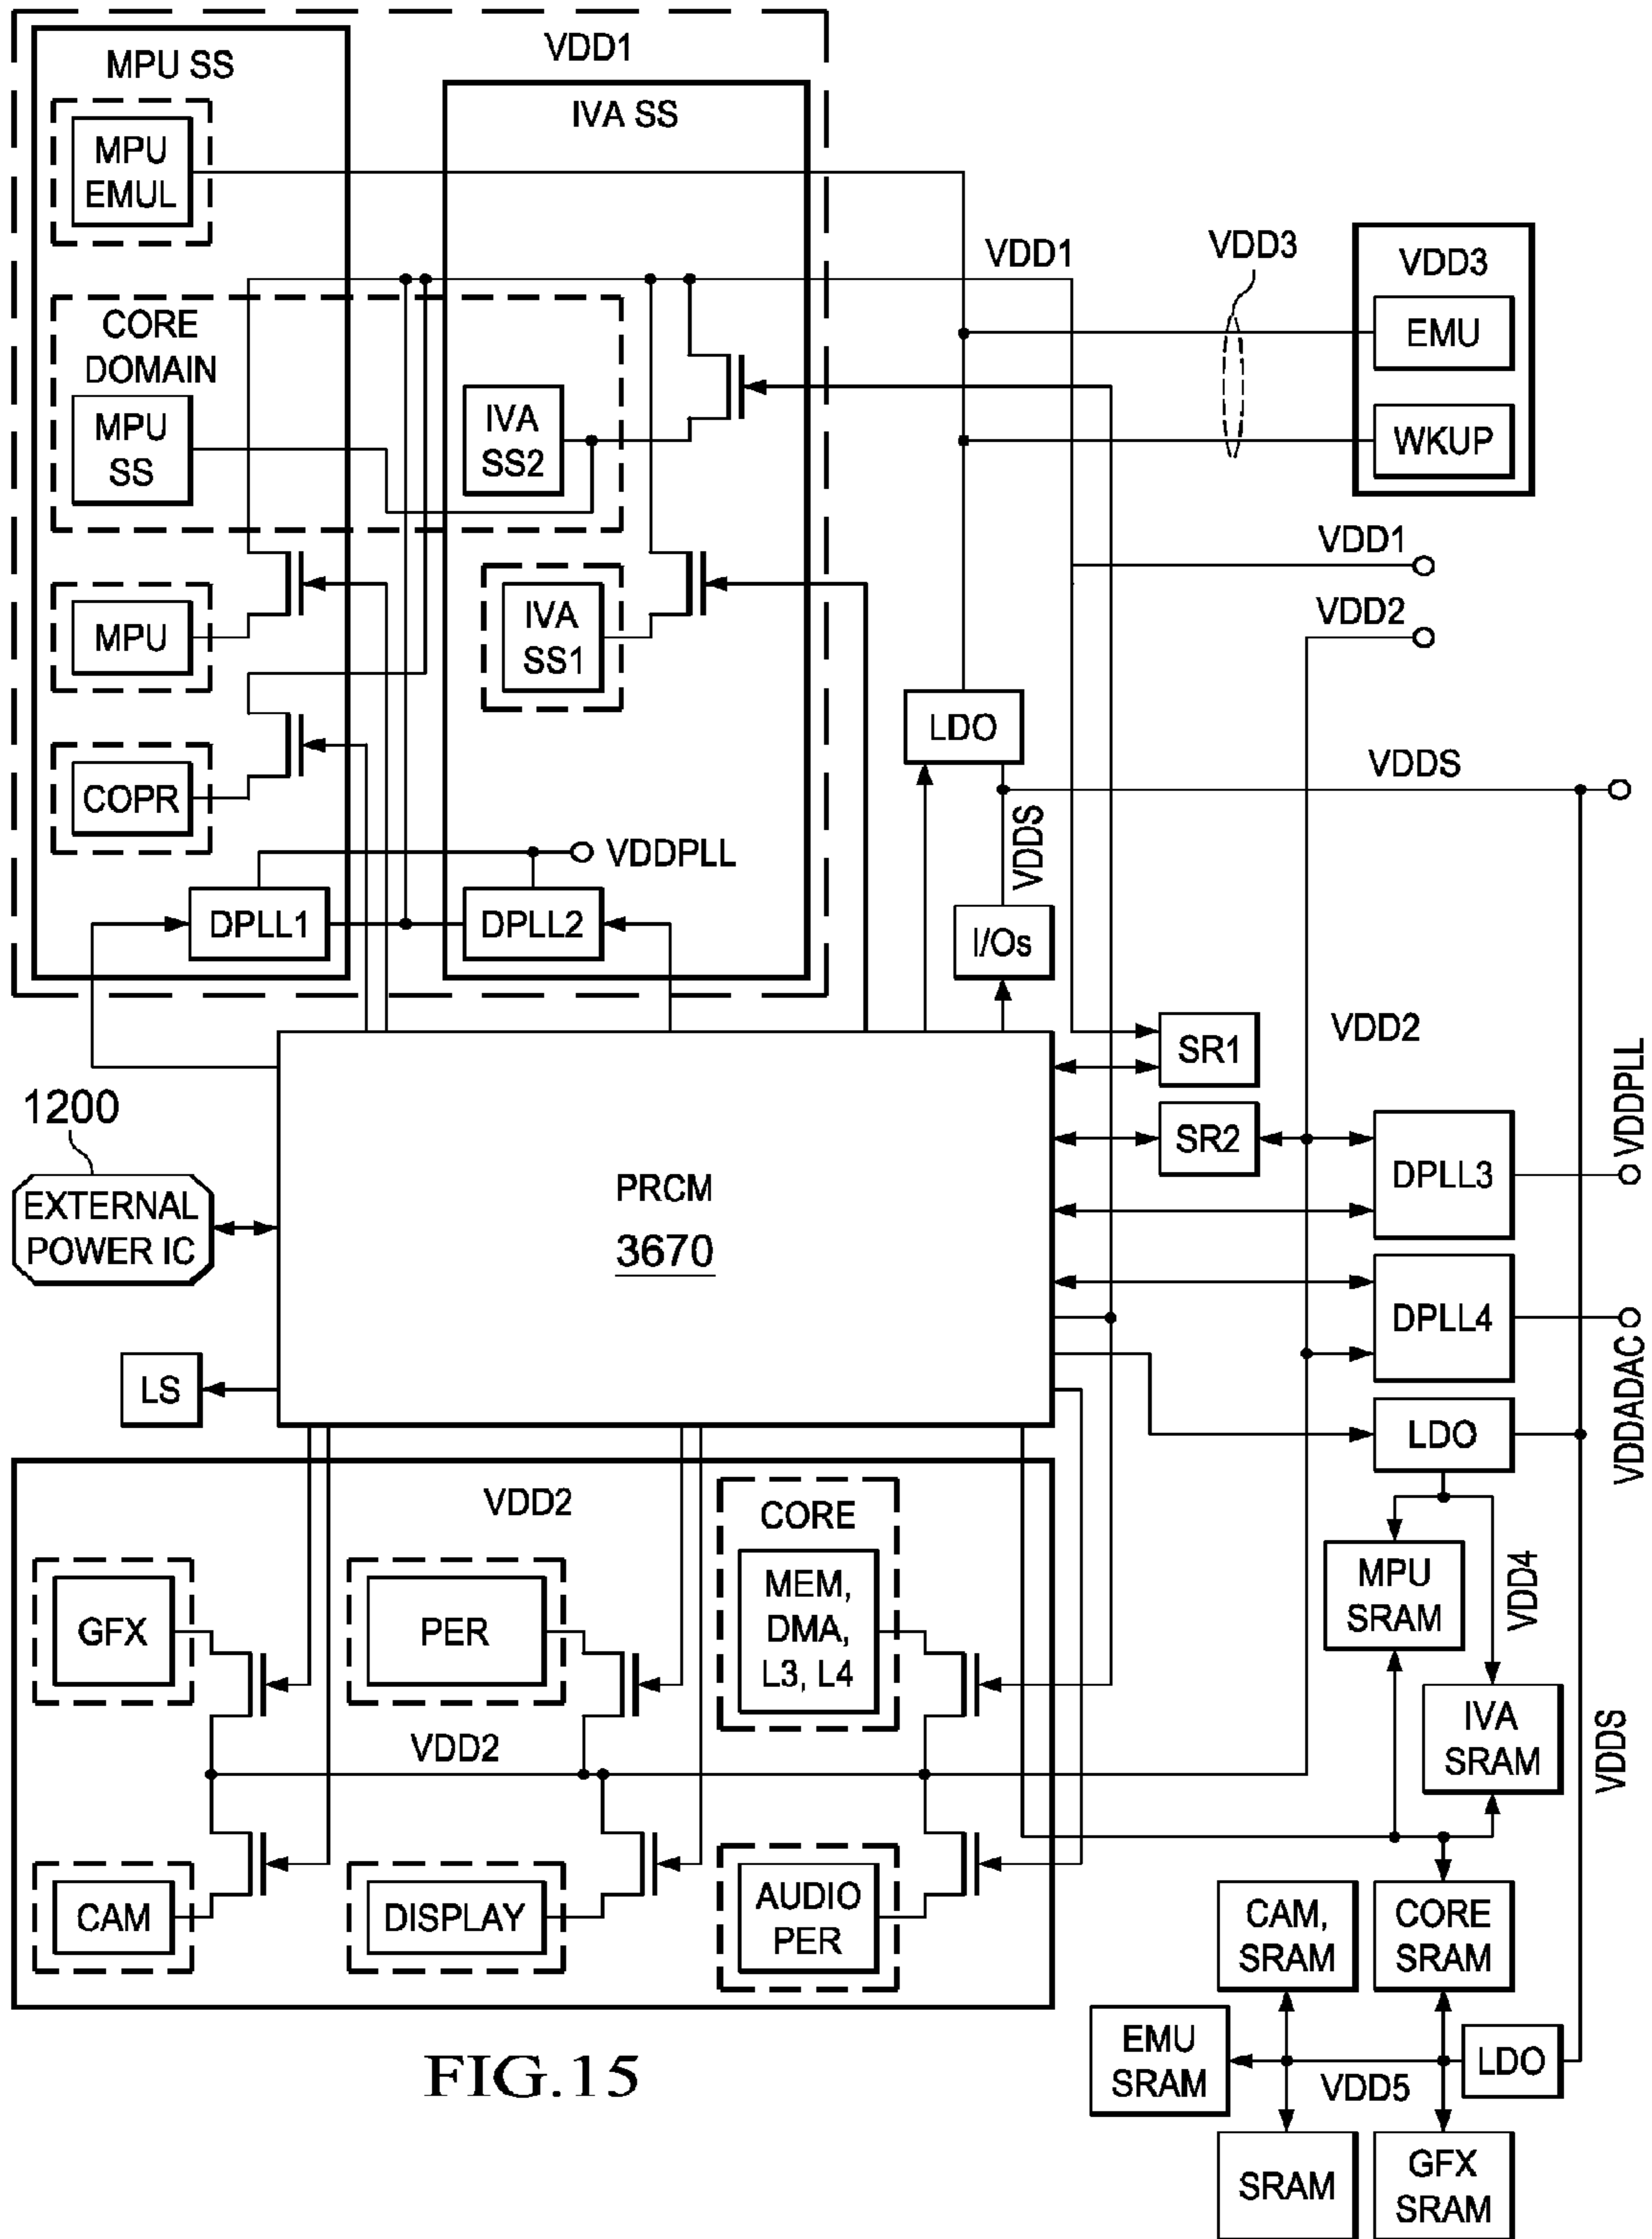 MPU SS
VDD1
IVA SS
MPU
EMUL
VDD1
VDD3
VDD3
EMU
WKUP
CORE
DOMAIN
MPU
SS
IVA
SS2
VDD1
VDD2
MPU
IVA
SS1
LDO
COPR
VDDS
VDDPLL
VDDS
DPLL1
DPLL2
I/Os
SR1
VDD2
VDDPLL
1200
SR2
DPLL3
EXTERNAL
POWER IC
PRCM
3670
DPLL4
VDDADAC
LS
LDO
VDD2
CORE
MEM,
DMA,
L3, L4
GFX
PER
MPU
SRAM
VDD4
IVA
SRAM
VDDS
VDD2
CAM
DISPLAY
AUDIO
PER
CAM,
SRAM
CORE
SRAM
EMU
SRAM
VDD5
LDO
SRAM
GFX
SRAM
FIG.15